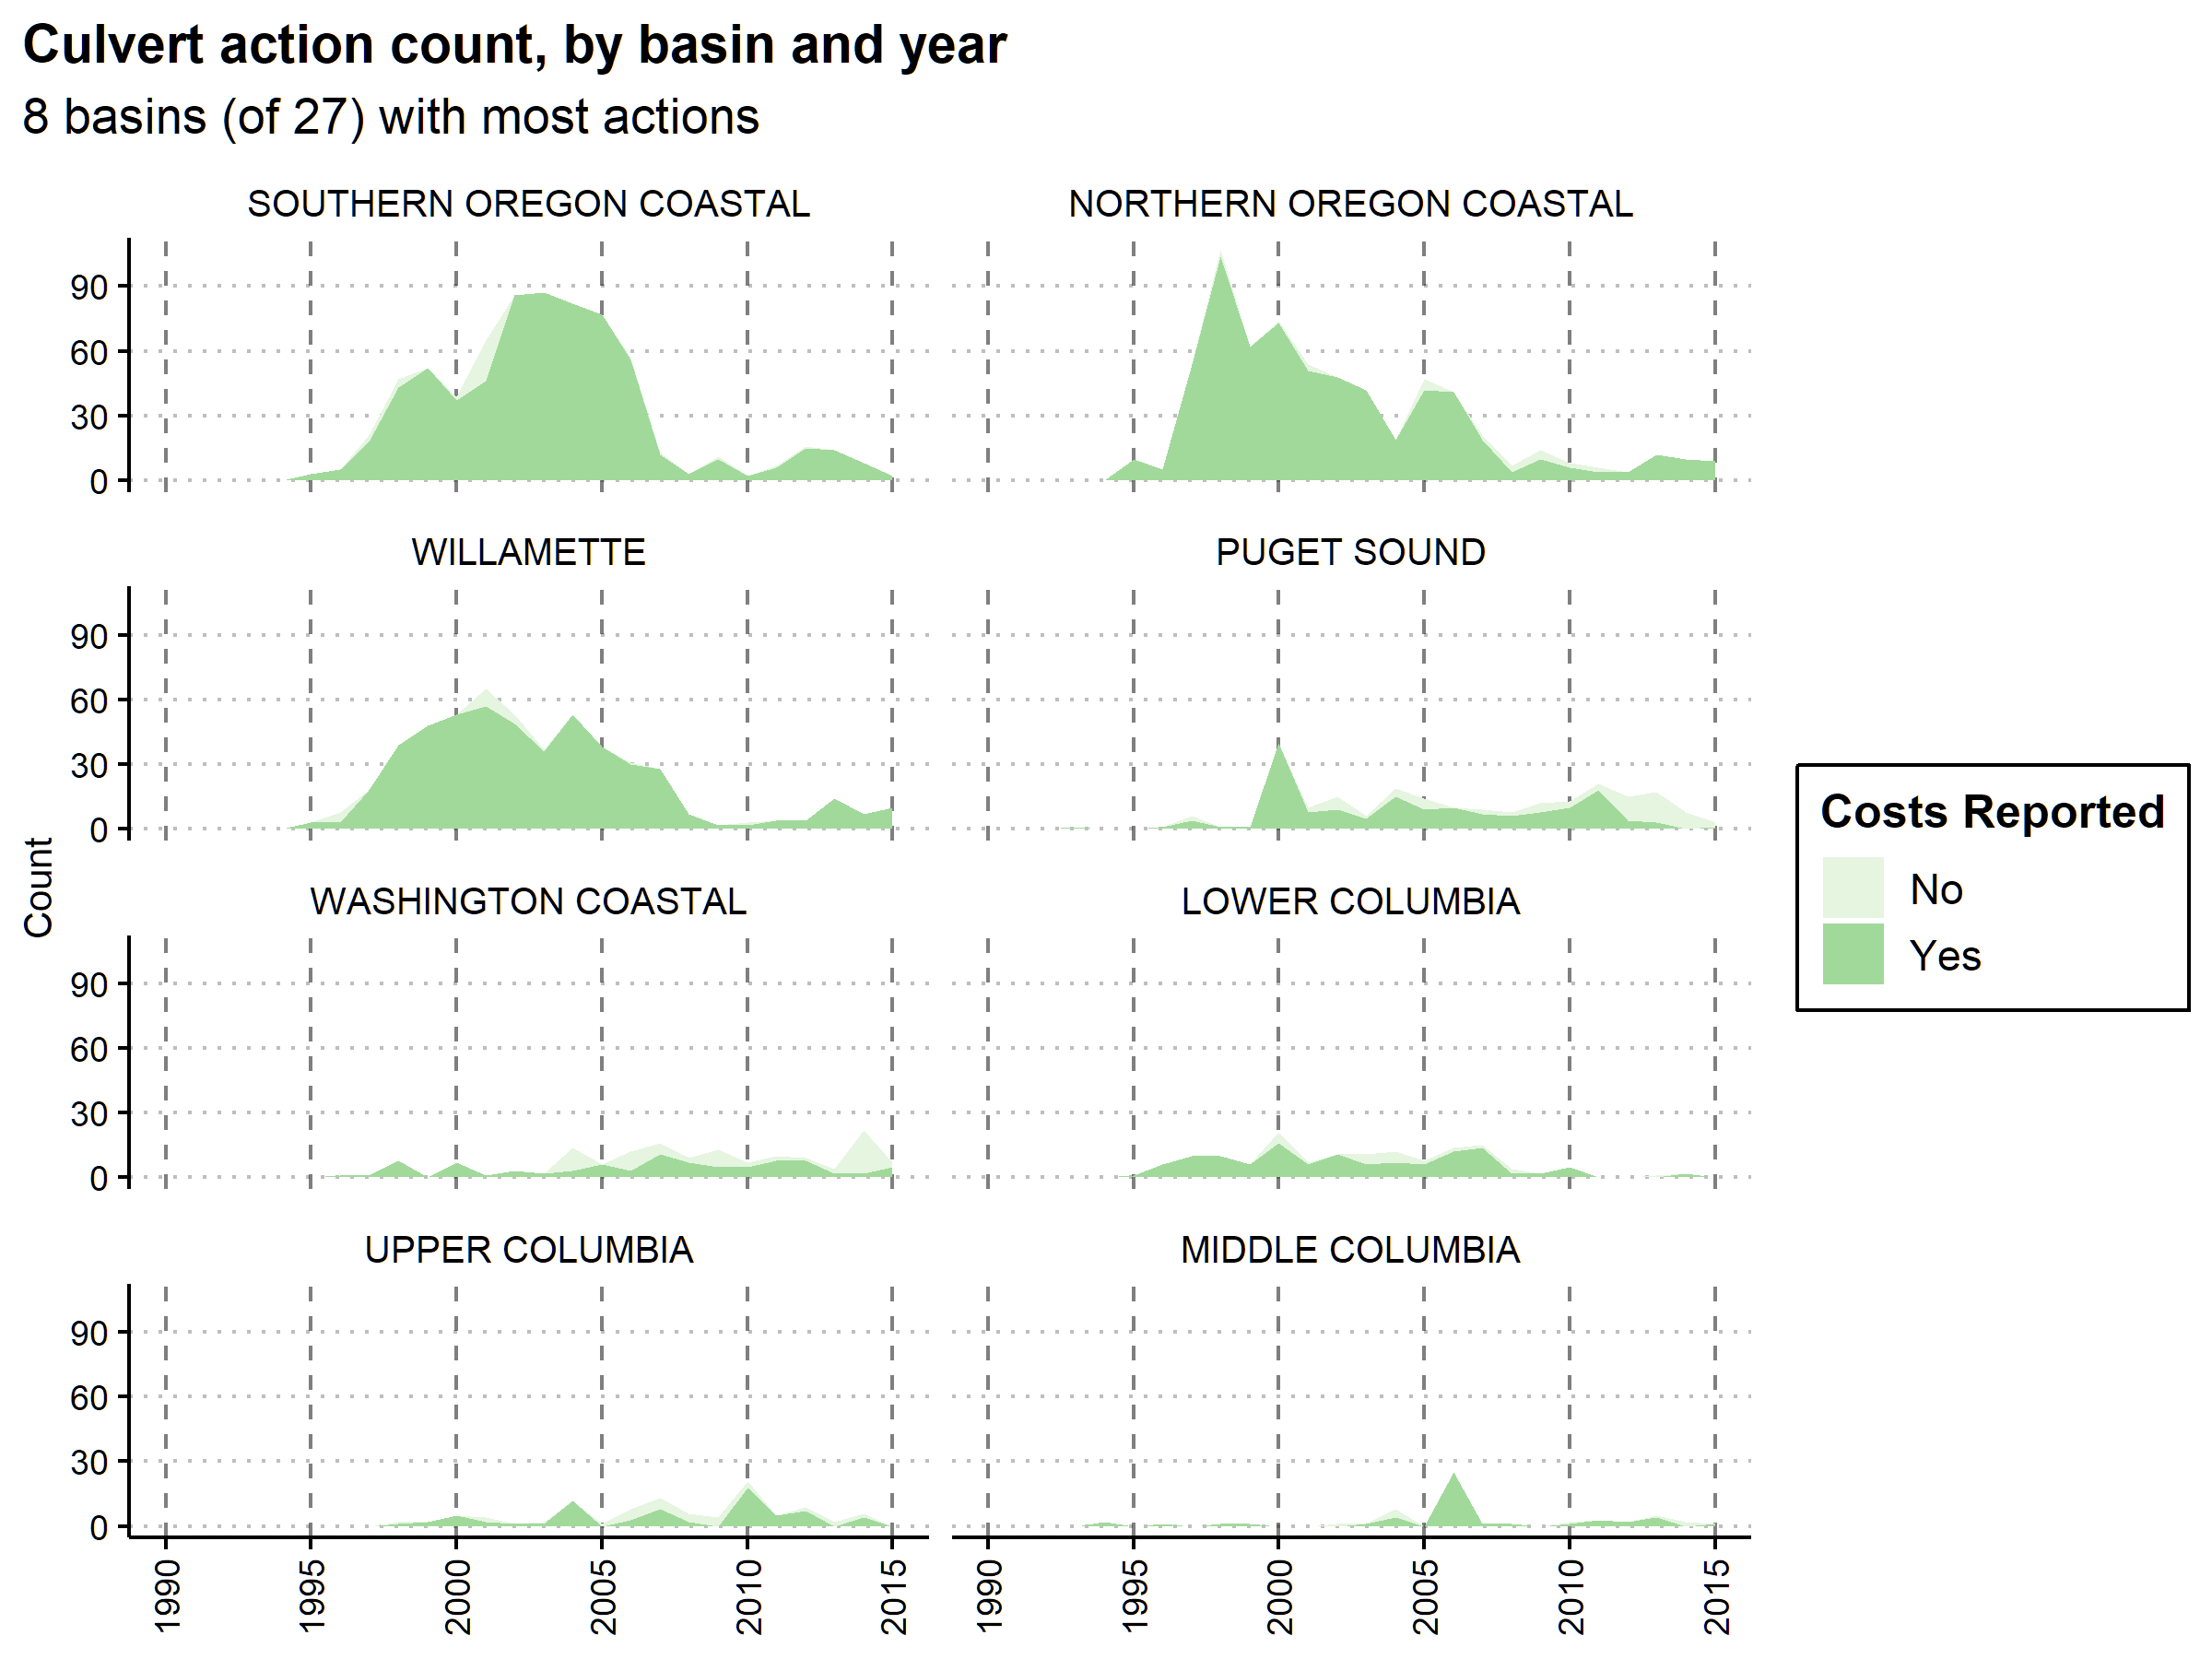 Culvert action count, by basin and year
8 basins (of 27) with most actions
SOUTHERN OREGON COASTAL
NORTHERN OREGON COASTAL
90
60
30
0
WILLAMETTE
PUGET SOUND
90
60
30
0
Count
WASHINGTON COASTAL
LOWER COLUMBIA
90
60
30
0
UPPER COLUMBIA
MIDDLE COLUMBIA
90
60
30
0
1990 1995 2000 2005 2010 2015
1990 1995 2000 2005 2010 2015
Costs Reported
No
Yes